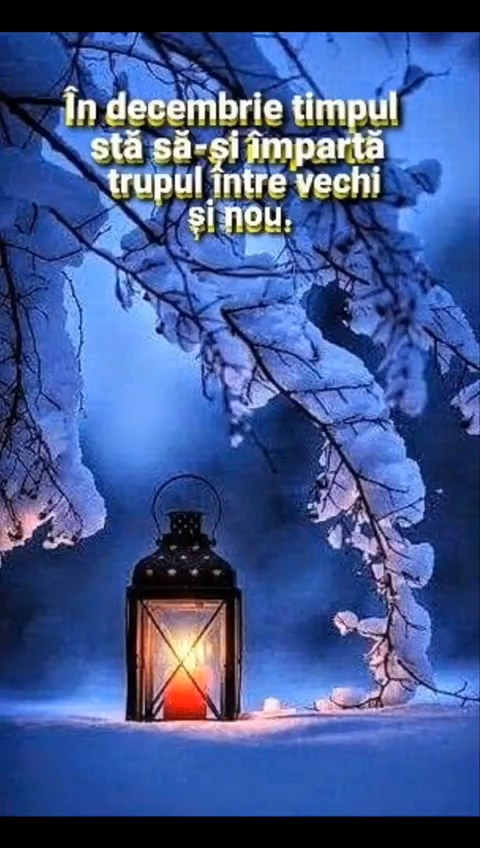 În decembrie timpul
stă să-și împartă
trupul între vechi
și nou.